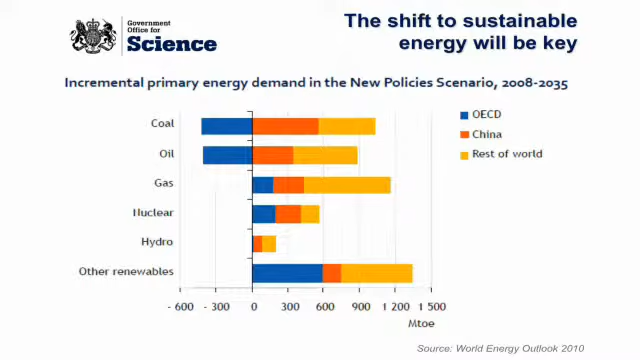 Government
Office for
Science
The shift to sustainable
energy will be key
Incremental primary energy demand in the New Policies Scenario, 2008-2035
Coal
Oil
Gas
Nuclear
Hydro
Other renewables
OECD
China
Rest of world
- 600 - 300 0 300 600 900 1 200 1 500
Mtoe
Source: World Energy Outlook 2010